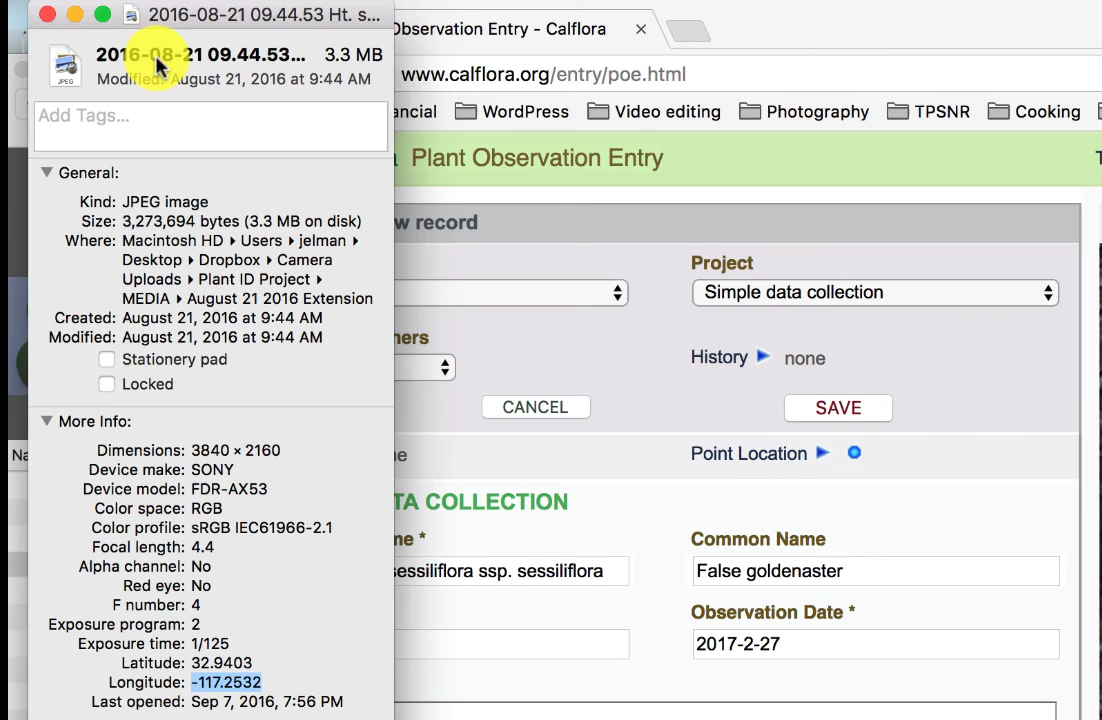 2016-08-21 09.44.53 Ht. s...
2016-08-21 09.44.53... 3.3 MB
Modified: August 21, 2016 at 9:44 AM
JPEG
Add Tags...
General:
Kind: JPEG image
Size: 3,273,694 bytes (3.3 MB on disk)
Where: Macintosh HD ▸ Users ▸ jelman ▸
Desktop ▸ Dropbox ▸ Camera
Uploads ▸ Plant ID Project ▸
MEDIA ▸ August 21 2016 Extension
Created: August 21, 2016 at 9:44 AM
Modified: August 21, 2016 at 9:44 AM
Stationery pad
Locked
More Info:
Dimensions: 3840 × 2160
Device make: SONY
Device model: FDR-AX53
Color space: RGB
Color profile: sRGB IEC61966-2.1
Focal length: 4.4
Alpha channel: No
Red eye: No
F number: 4
Exposure program: 2
Exposure time: 1/125
Latitude: 32.9403
Longitude: -117.2532
Last opened: Sep 7, 2016, 7:56 PM
Na
Observation Entry - Calflora
www.calflora.org/entry/poe.html
ancial WordPress Video editing Photography TPSNR Cooking
Plant Observation Entry
w record
Project
Simple data collection
ners
History none
CANCEL SAVE
ne Point Location
TA COLLECTION
me * Common Name
sessiliflora ssp. sessiliflora False goldenaster
Observation Date *
2017-2-27